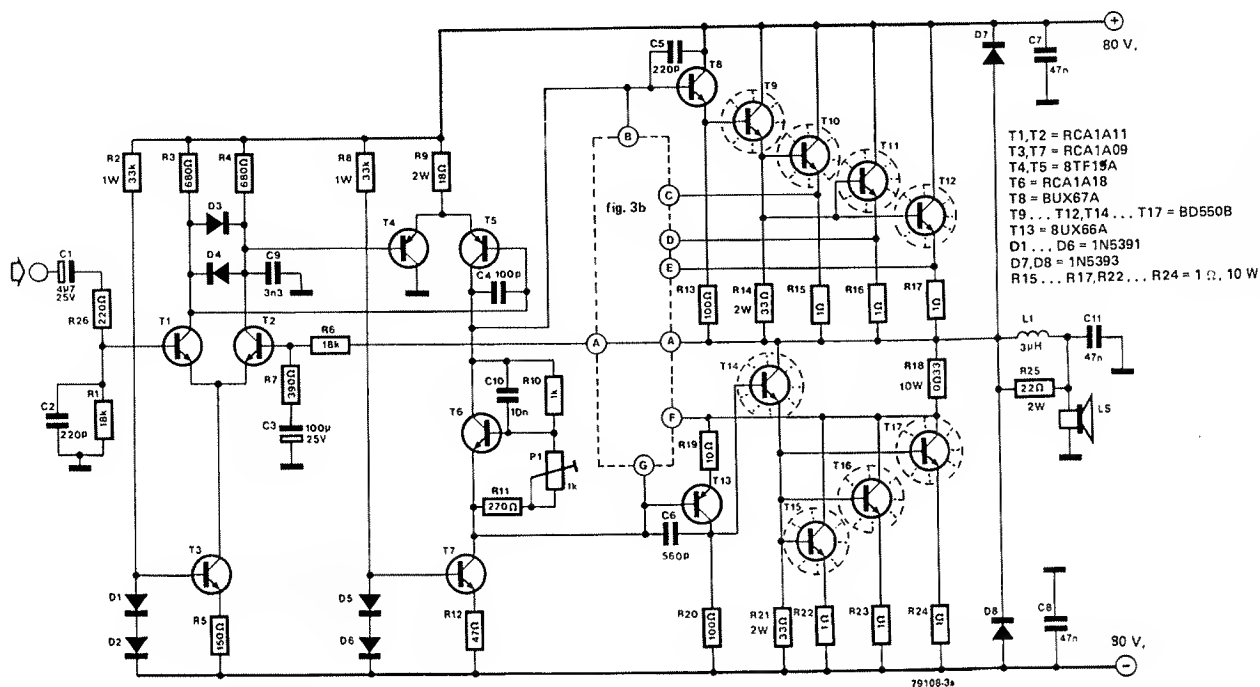 D7
C7
80 V,
47n
C5
220p
T8
T9
T10
T11
T12
B
R2
33k
1W
R3
680Ω
R4
680Ω
R8
33k
1W
R9
18Ω
2W
T1,T2 = RCA1A11
T3,T7 = RCA1A09
T4,T5 = 8TF19A
T6 = RCA1A18
T8 = BUX67A
T9 ... T12,T14 ... T17 = BD550B
T13 = 8UX66A
D1 ... D6 = 1N5391
D7,D8 = 1N5393
R15 ... R17,R22 ... R24 = 1 Ω, 10 W
fig. 3b
C
D
E
D3
D4
C9
3n3
T4
T5
C4 100p
C1
4µ7
25V
R26
220Ω
R13
100Ω
R14
33Ω
2W
R15
1Ω
R16
1Ω
R17
1Ω
T1
T2
R6
18k
A
A
L1
3µH
C11
47n
R7
390Ω
C2
220p
R1
18k
C3
100µ
25V
C10
10n
R10
1k
T6
P1
1k
R11
270Ω
T14
R18
10W
0Ω33
R25
22Ω
2W
LS
F
R19
10Ω
T17
T16
T15
G
T13
C6
560p
T3
T7
D1
D2
R5
150Ω
D5
D6
R12
47Ω
R20
100Ω
R21
33Ω
2W
R22
1Ω
R23
1Ω
R24
1Ω
D8
C8
47n
80 V,
79108-3a